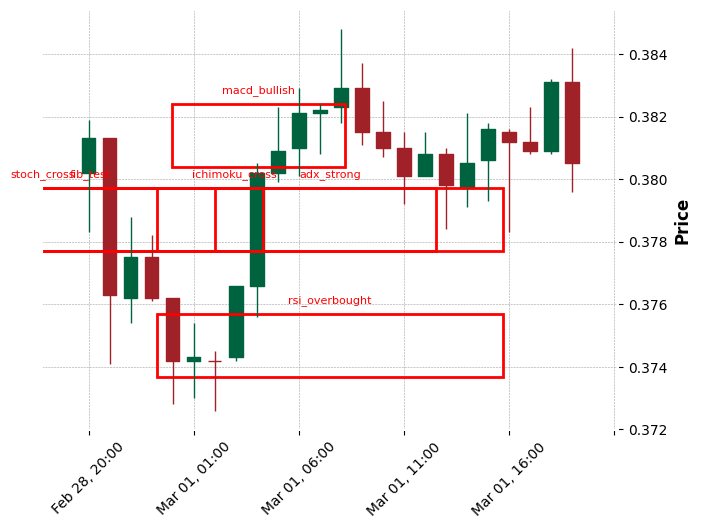 0.384
macd_bullish
0.382
stoch_cross
fib_test
ichimoku_cross
adx_strong
0.380
0.378
0.376
rsi_overbought
0.374
0.372
Price
Feb 28, 20:00
Mar 01, 01:00
Mar 01, 06:00
Mar 01, 11:00
Mar 01, 16:00